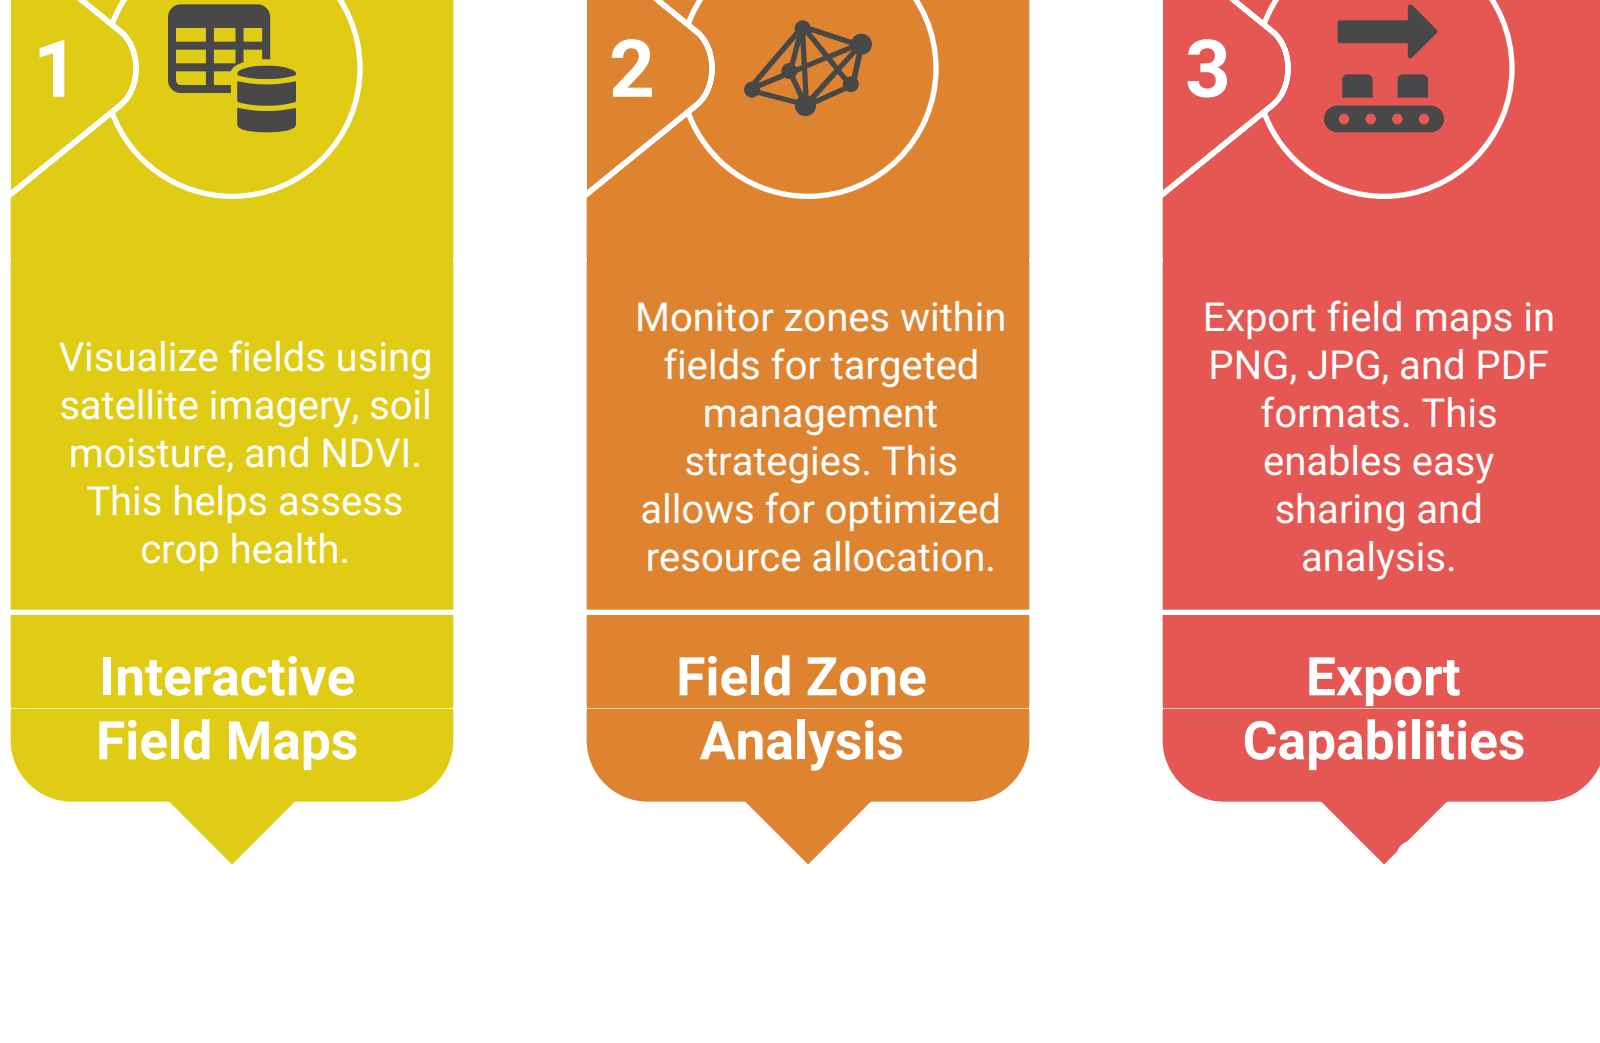 1
Visualize fields using
satellite imagery, soil
moisture, and NDVI.
This helps assess
crop health.
Interactive
Field Maps
2
Monitor zones within
fields for targeted
management
strategies. This
allows for optimized
resource allocation.
Field Zone
Analysis
3
Export field maps in
PNG, JPG, and PDF
formats. This
enables easy
sharing and
analysis.
Export
Capabilities